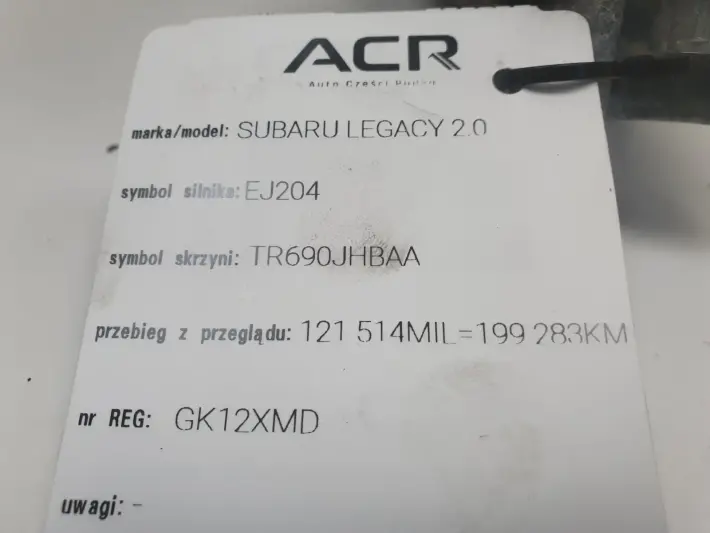 ACR
Auto Części
marka/model: SUBARU LEGACY 2.0
symbol silnika: EJ204
symbol skrzyni: TR690JHBAA
przebieg z przeglądu: 121 514MIL=199 283KM
nr REG: GK12XMD
uwagi: -